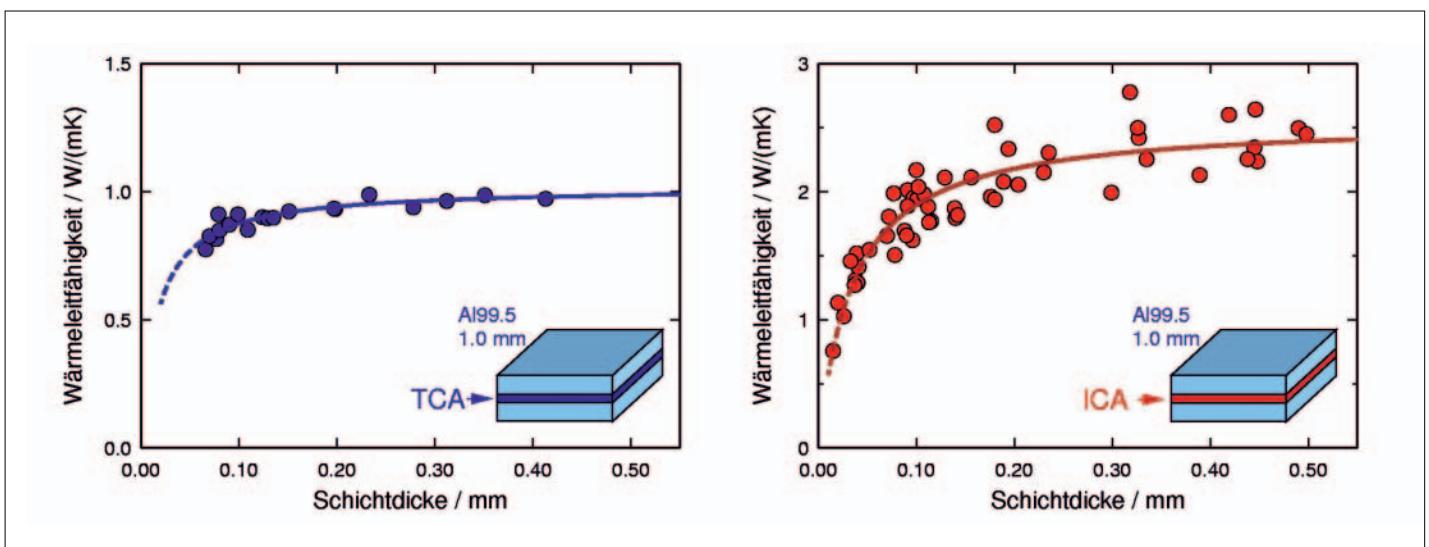 Wärmeleitfähigkeit / W/(mK)
1.5
1.0
0.5
0.0
Al99.5
1.0 mm
TCA
0.00 0.10 0.20 0.30 0.40 0.50
Schichtdicke / mm
Wärmeleitfähigkeit / W/(mK)
3
2
1
0
Al99.5
1.0 mm
ICA
0.00 0.10 0.20 0.30 0.40 0.50
Schichtdicke / mm